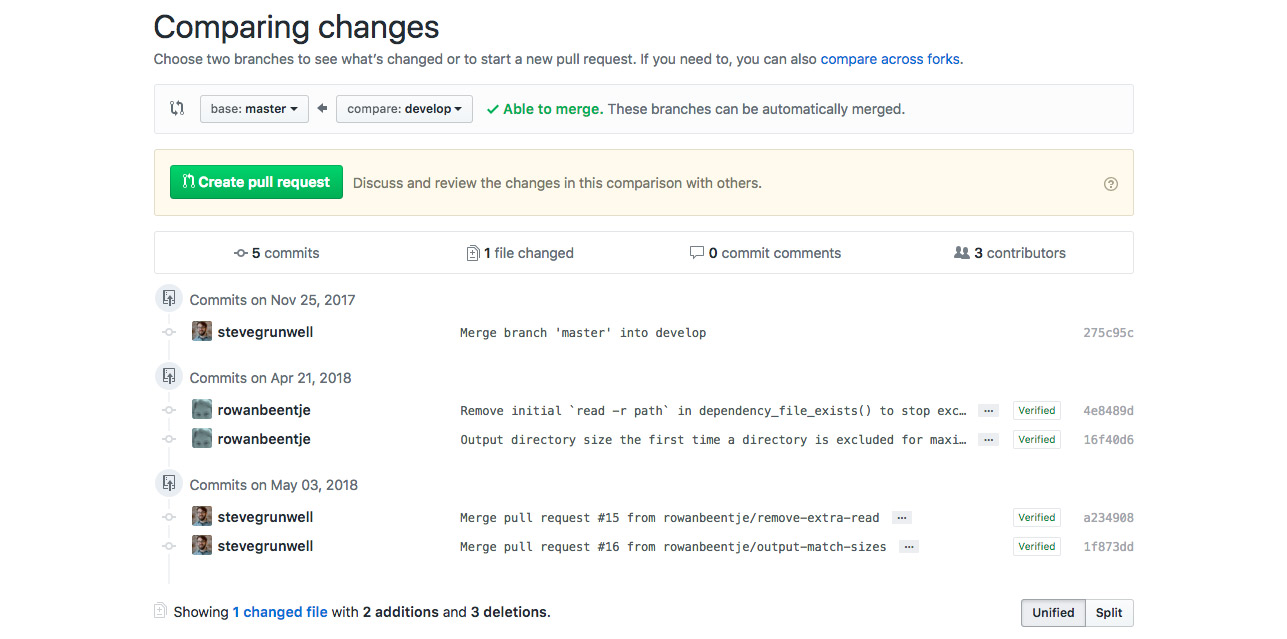 Comparing changes
Choose two branches to see what's changed or to start a new pull request. If you need to, you can also compare across forks.
base: master compare: develop Able to merge. These branches can be automatically merged.
Create pull request Discuss and review the changes in this comparison with others.
5 commits 1 file changed 0 commit comments 3 contributors
Commits on Nov 25, 2017
stevegrunwell Merge branch 'master' into develop 275c95c
Commits on Apr 21, 2018
rowanbeentje Remove initial `read -r path` in dependency_file_exists() to stop exc… … Verified 4e8489d
rowanbeentje Output directory size the first time a directory is excluded for maxi… … Verified 16f40d6
Commits on May 03, 2018
stevegrunwell Merge pull request #15 from rowanbeentje/remove-extra-read … Verified a234908
stevegrunwell Merge pull request #16 from rowanbeentje/output-match-sizes … Verified 1f873dd
Showing 1 changed file with 2 additions and 3 deletions. Unified Split